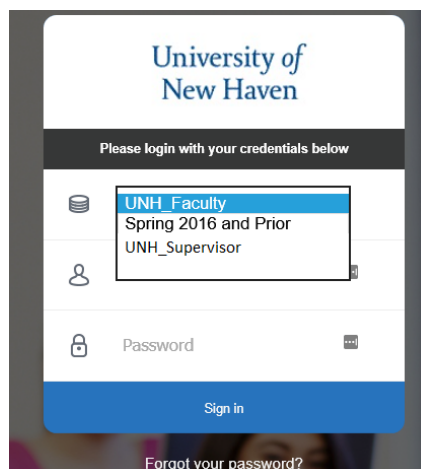 University of
New Haven
Please login with your credentials below
UNH_Faculty
Spring 2016 and Prior
UNH_Supervisor
Password
Sign in
Forgot your password?